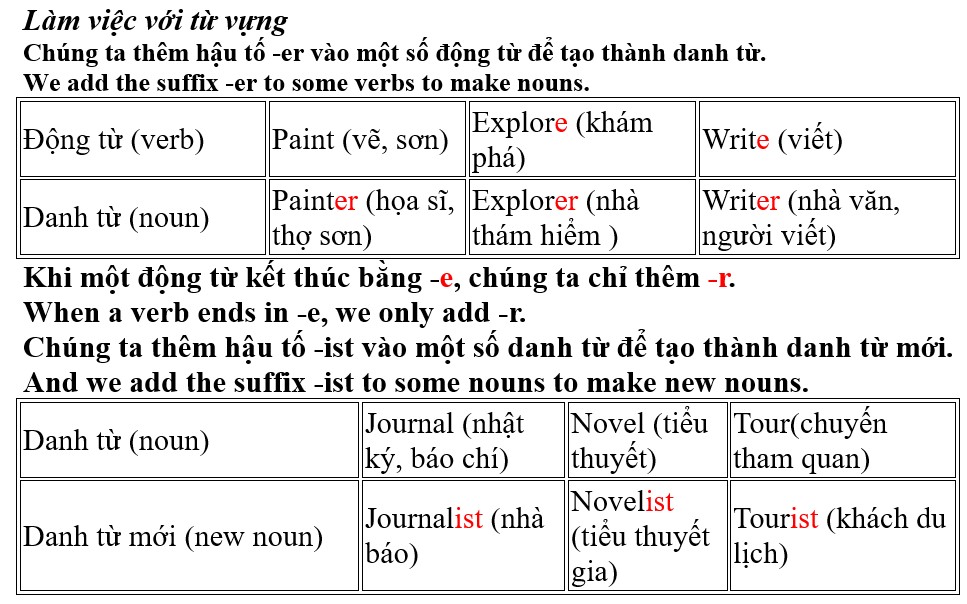 Làm việc với từ vựng
Chúng ta thêm hậu tố -er vào một số động từ để tạo thành danh từ.
We add the suffix -er to some verbs to make nouns.
Động từ (verb) Paint (vẽ, sơn) Explore (khám phá) Write (viết)
Danh từ (noun) Painter (họa sĩ, thợ sơn) Explorer (nhà thám hiểm ) Writer (nhà văn, người viết)
Khi một động từ kết thúc bằng -e, chúng ta chỉ thêm -r.
When a verb ends in -e, we only add -r.
Chúng ta thêm hậu tố -ist vào một số danh từ để tạo thành danh từ mới.
And we add the suffix -ist to some nouns to make new nouns.
Danh từ (noun) Journal (nhật ký, báo chí) Novel (tiểu thuyết) Tour(chuyến tham quan)
Danh từ mới (new noun) Journalist (nhà báo) Novelist (tiểu thuyết gia) Tourist (khách du lịch)